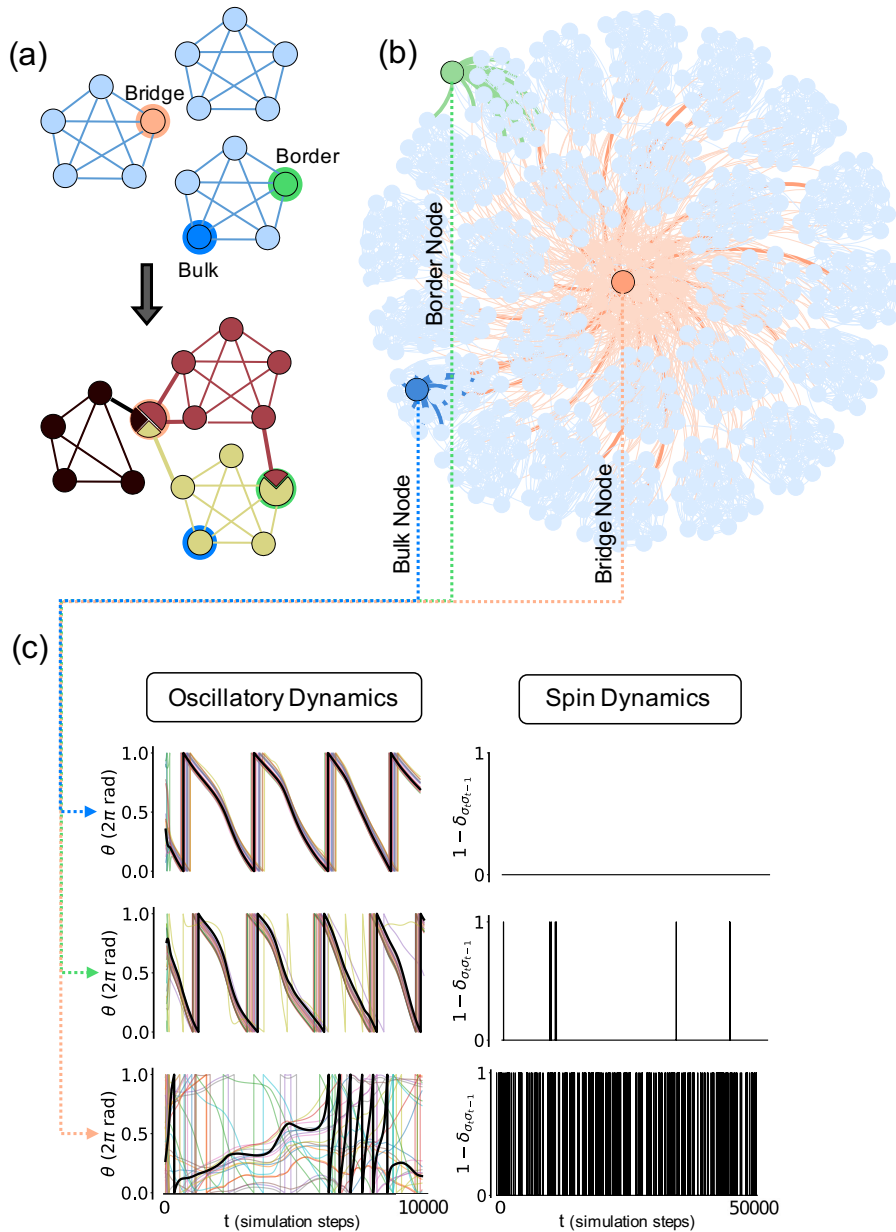 (a)
Bridge
Border
Bulk
(b)
Border Node
Bulk Node
Bridge Node
(c)
Oscillatory Dynamics
Spin Dynamics
1.0
0.5
0.0
θ (2π rad)
1
0
1 − δσₜσₜ₋₁
1.0
0.5
0.0
θ (2π rad)
1
0
1 − δσₜσₜ₋₁
1.0
0.5
0.0
θ (2π rad)
0
10000
t (simulation steps)
1
0
1 − δσₜσₜ₋₁
0
50000
t (simulation steps)